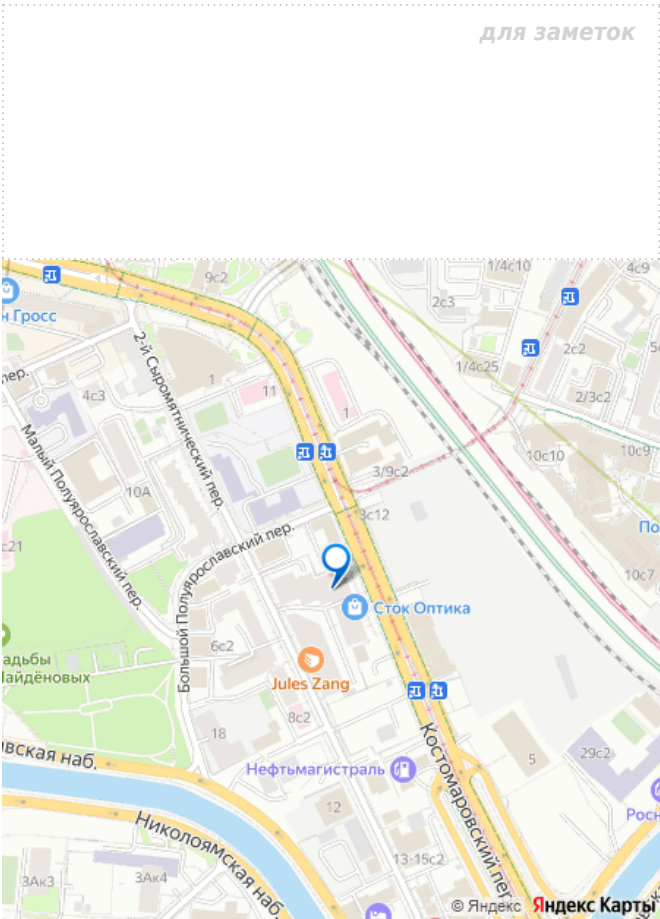 для заметок
9с2
1/4с10
4с9
н Гросс
2с3
2с2
1/4с25
5
1
пер.
4с3
11
1
2/3с2
2-й Сыромятнический пер.
Малый Полуярославский пер.
10А
3/9с2
10с10
10с9
По
3с12
с21
Большой Полуярославский пер.
10с7
Сток Оптика
адьбы
Найдёновых
6с2
Jules Zang
8с2
18
вская наб.
Нефтьмагистраль
Костомаровский пер.
5
29с2
Росн
12
Николоямская наб.
13-15с2
3Ак3
3Ак4
© Яндекс Яндекс Карты